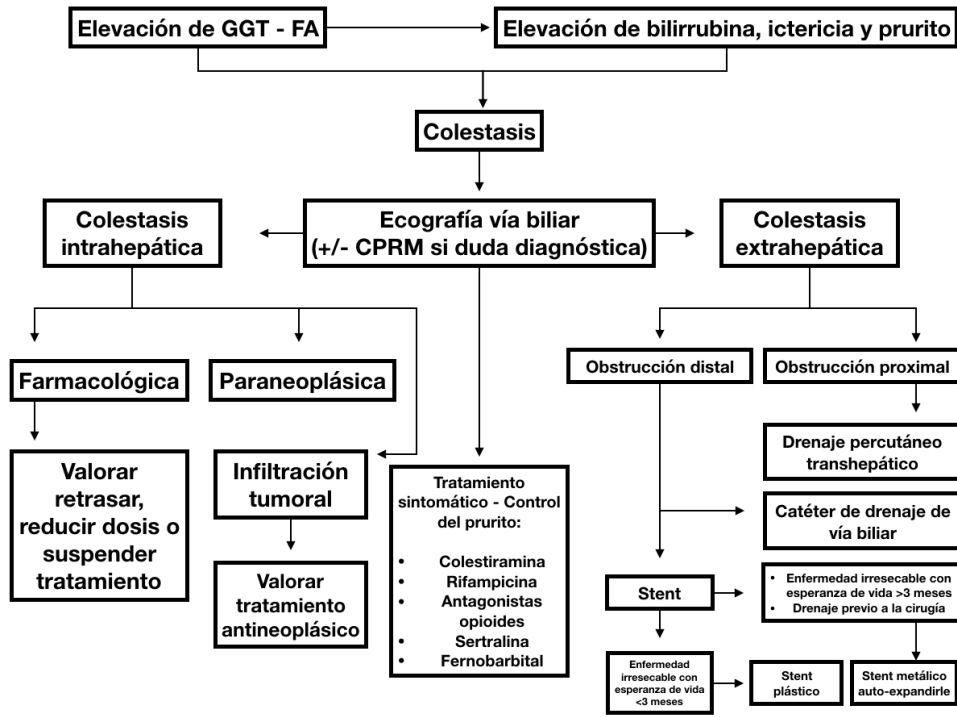 Elevación de GGT - FA
Elevación de bilirrubina, ictericia y prurito
Colestasis
Colestasis
intrahepática
Ecografía vía biliar
(+/- CPRM si duda diagnóstica)
Colestasis
extrahepática
Farmacológica
Paraneoplásica
Obstrucción distal
Obstrucción proximal
Valorar
retrasar,
reducir dosis o
suspender
tratamiento
Infiltración
tumoral
Valorar
tratamiento
antineoplásico
Tratamiento
sintomático - Control
del prurito:
• Colestiramina
• Rifampicina
• Antagonistas
opioides
• Sertralina
• Fernobarbital
Drenaje percutáneo
transhepático
Catéter de drenaje de
vía biliar
Stent
• Enfermedad irresecable con
esperanza de vida >3 meses
• Drenaje previo a la cirugía
Enfermedad
irresecable con
esperanza de vida
<3 meses
Stent
plástico
Stent metálico
auto-expandirle